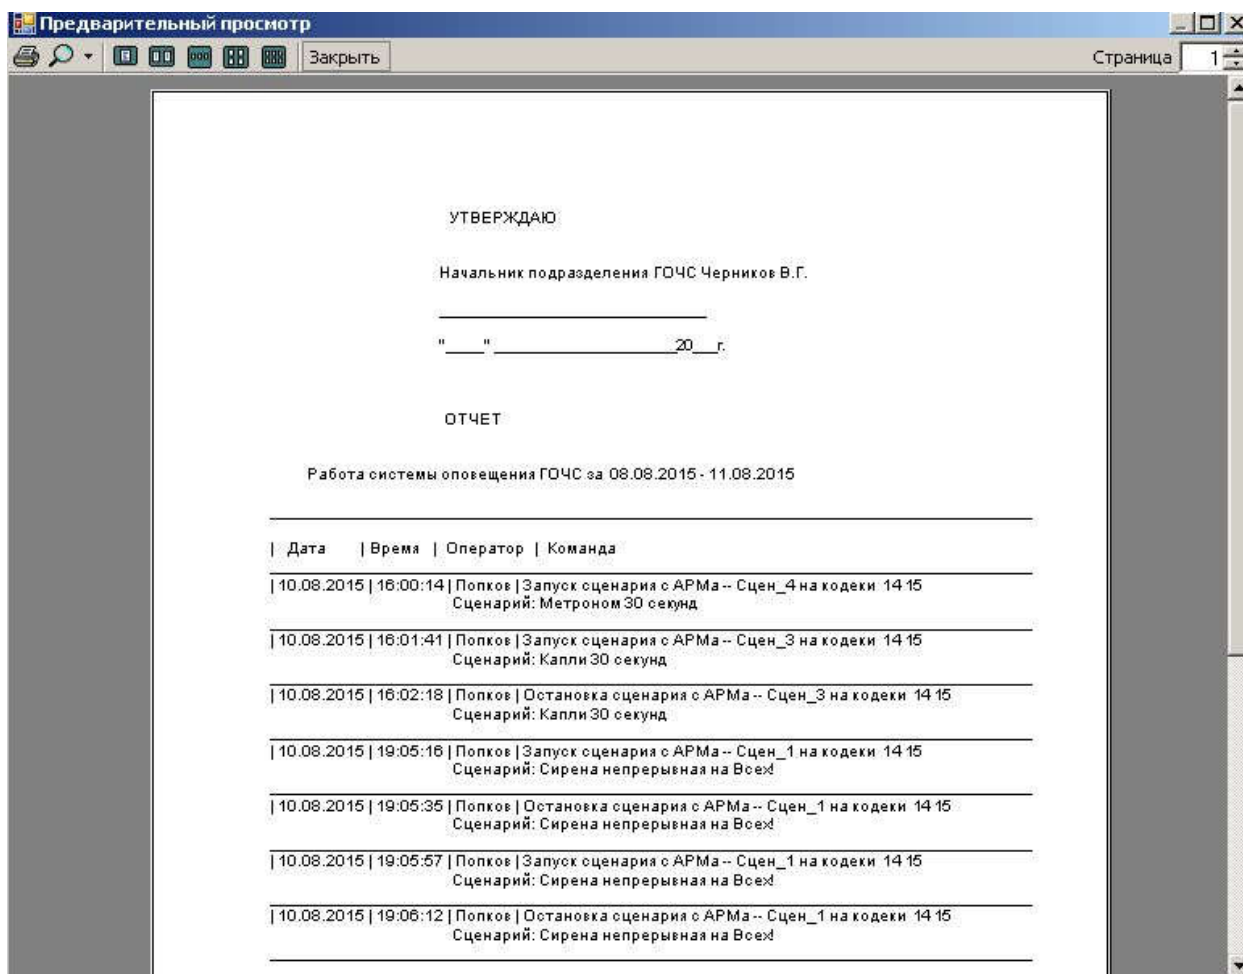 Предварительный просмотр
Закрыть
Страница 1
УТВЕРЖДАЮ
Начальник подразделения ГОЧС Черников В.Г.
"_____" ______________________20___г.
ОТЧЕТ
Работа системы оповещения ГОЧС за 08.08.2015 - 11.08.2015
| Дата | Время | Оператор | Команда
| 10.08.2015 | 16:00:14 | Попков | Запуск сценария с АРМа -- Сцен_4 на кодеки 14 15
Сценарий: Метроном 30 секунд
| 10.08.2015 | 16:01:41 | Попков | Запуск сценария с АРМа -- Сцен_3 на кодеки 14 15
Сценарий: Капли 30 секунд
| 10.08.2015 | 16:02:18 | Попков | Остановка сценария с АРМа -- Сцен_3 на кодеки 14 15
Сценарий: Капли 30 секунд
| 10.08.2015 | 19:05:16 | Попков | Запуск сценария с АРМа -- Сцен_1 на кодеки 14 15
Сценарий: Сирена непрерывная на Всех!
| 10.08.2015 | 19:05:35 | Попков | Остановка сценария с АРМа -- Сцен_1 на кодеки 14 15
Сценарий: Сирена непрерывная на Всех!
| 10.08.2015 | 19:05:57 | Попков | Запуск сценария с АРМа -- Сцен_1 на кодеки 14 15
Сценарий: Сирена непрерывная на Всех!
| 10.08.2015 | 19:06:12 | Попков | Остановка сценария с АРМа -- Сцен_1 на кодеки 14 15
Сценарий: Сирена непрерывная на Всех!